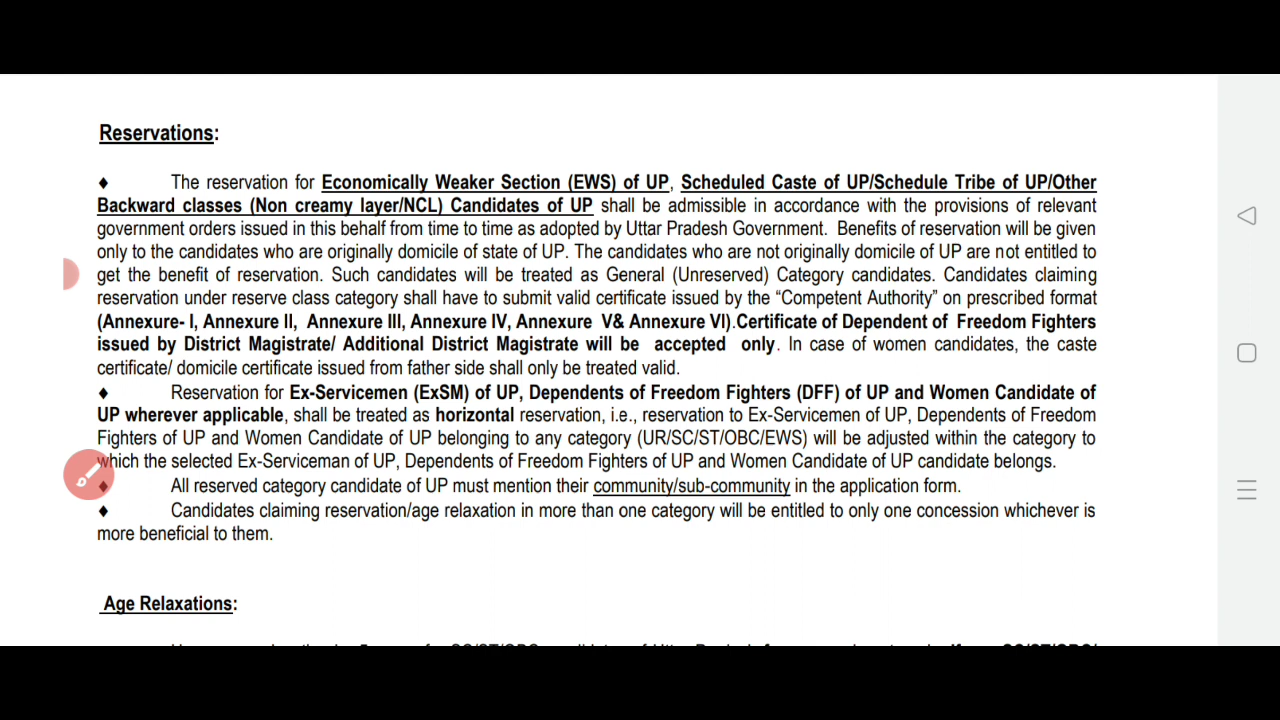 Reservations:
♦ The reservation for Economically Weaker Section (EWS) of UP, Scheduled Caste of UP/Schedule Tribe of UP/Other
Backward classes (Non creamy layer/NCL) Candidates of UP shall be admissible in accordance with the provisions of relevant
government orders issued in this behalf from time to time as adopted by Uttar Pradesh Government. Benefits of reservation will be given
only to the candidates who are originally domicile of state of UP. The candidates who are not originally domicile of UP are not entitled to
get the benefit of reservation. Such candidates will be treated as General (Unreserved) Category candidates. Candidates claiming
reservation under reserve class category shall have to submit valid certificate issued by the “Competent Authority” on prescribed format
(Annexure- I, Annexure II, Annexure III, Annexure IV, Annexure V& Annexure VI).Certificate of Dependent of Freedom Fighters
issued by District Magistrate/ Additional District Magistrate will be accepted only. In case of women candidates, the caste
certificate/ domicile certificate issued from father side shall only be treated valid.
♦ Reservation for Ex-Servicemen (ExSM) of UP, Dependents of Freedom Fighters (DFF) of UP and Women Candidate of
UP wherever applicable, shall be treated as horizontal reservation, i.e., reservation to Ex-Servicemen of UP, Dependents of Freedom
Fighters of UP and Women Candidate of UP belonging to any category (UR/SC/ST/OBC/EWS) will be adjusted within the category to
which the selected Ex-Serviceman of UP, Dependents of Freedom Fighters of UP and Women Candidate of UP candidate belongs.
♦ All reserved category candidate of UP must mention their community/sub-community in the application form.
♦ Candidates claiming reservation/age relaxation in more than one category will be entitled to only one concession whichever is
more beneficial to them.
Age Relaxations: